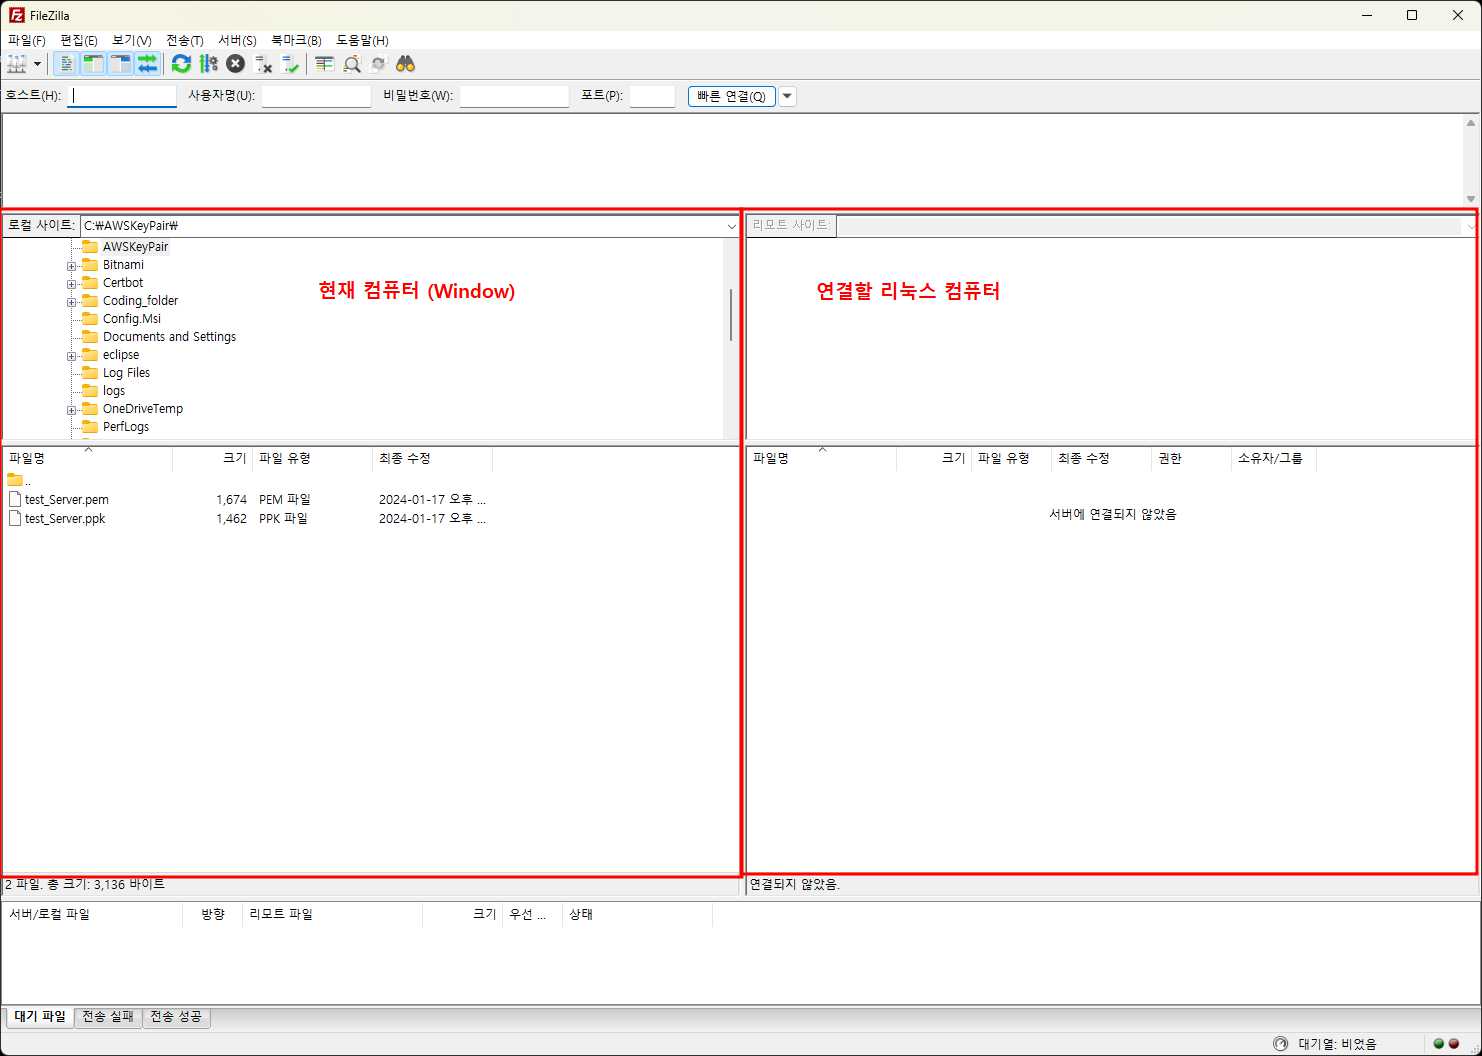 FileZilla
파일(F) 편집(E) 보기(V) 전송(T) 서버(S) 북마크(B) 도움말(H)
호스트(H): 사용자명(U): 비밀번호(W): 포트(P): 빠른 연결(Q)
로컬 사이트: C:₩AWSKeyPair₩
리모트 사이트:
AWSKeyPair
Bitnami
Certbot
Coding_folder
Config.Msi
Documents and Settings
eclipse
Log Files
logs
OneDriveTemp
PerfLogs
현재 컴퓨터 (Window)
연결할 리눅스 컴퓨터
파일명 크기 파일 유형 최종 수정
..
test_Server.pem 1,674 PEM 파일 2024-01-17 오후 ...
test_Server.ppk 1,462 PPK 파일 2024-01-17 오후 ...
파일명 크기 파일 유형 최종 수정 권한 소유자/그룹
서버에 연결되지 않았음
2 파일. 총 크기: 3,136 바이트
연결되지 않았음.
서버/로컬 파일 방향 리모트 파일 크기 우선 ... 상태
대기 파일 전송 실패 전송 성공
대기열: 비었음